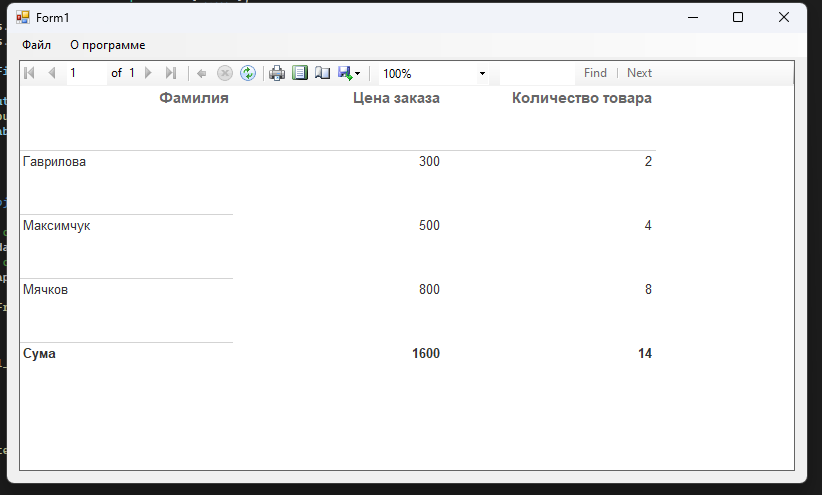 Form1
Файл О программе
1 of 1 100% Find | Next
Фамилия Цена заказа Количество товара
Гаврилова 300 2
Максимчук 500 4
Мячков 800 8
Сума 1600 14